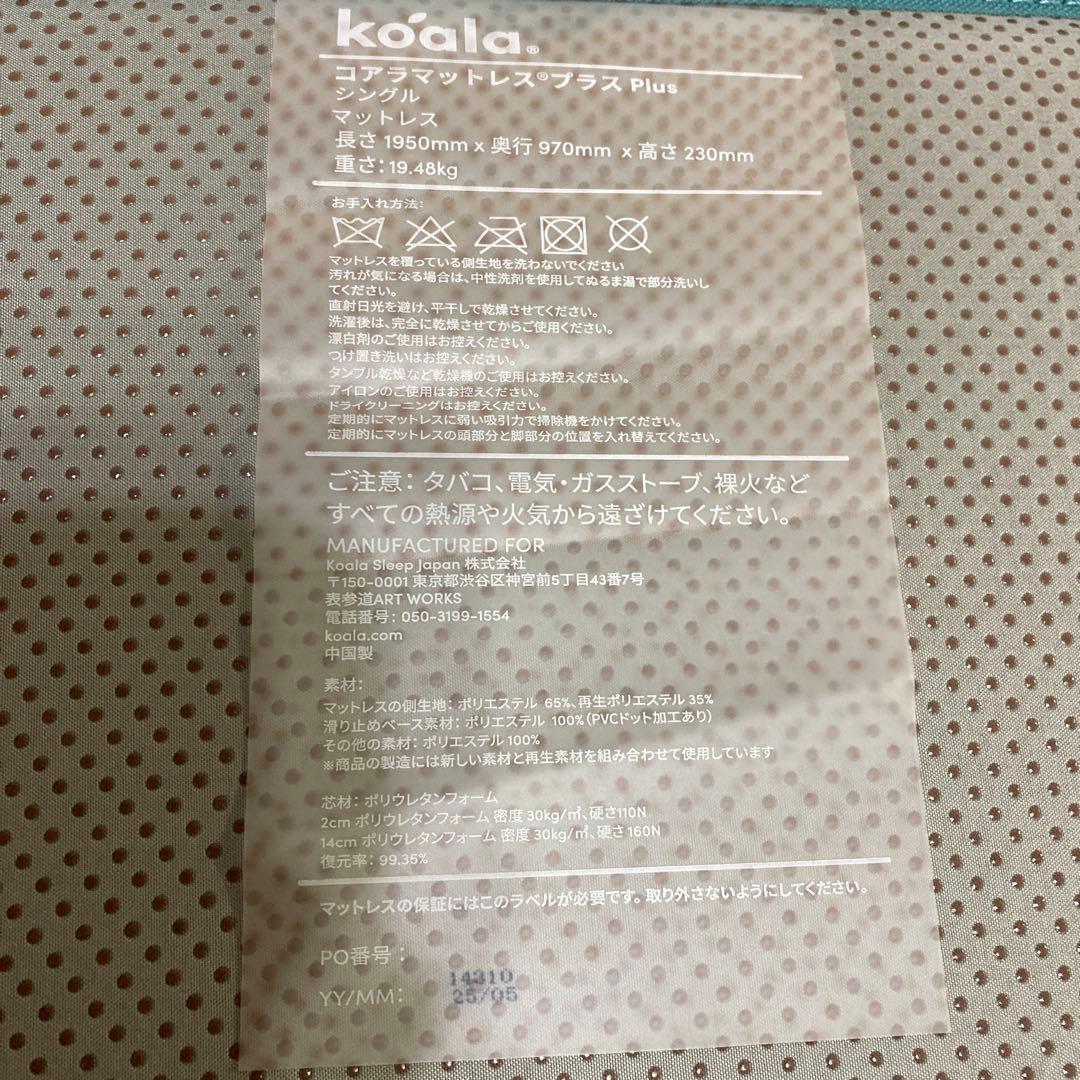 koala®
コアラマットレス®プラス Plus
シングル
マットレス
長さ 1950mm x 奥行 970mm x 高さ 230mm
重さ: 19.48kg
お手入れ方法:
マットレスを覆っている側生地を洗わないでください
汚れが気になる場合は、中性洗剤を使用してぬるま湯で部分洗いし
てください。
直射日光を避け、平干しで乾燥させてください。
洗濯後は、完全に乾燥させてからご使用ください。
漂白剤のご使用はお控えください。
つけ置き洗いはお控えください。
タンブル乾燥など乾燥機のご使用はお控えください。
アイロンのご使用はお控えください。
ドライクリーニングはお控えください。
定期的にマットレスに弱い吸引力で掃除機をかけてください。
定期的にマットレスの頭部分と脚部分の位置を入れ替えてください。
ご注意: タバコ、電気・ガスストーブ、裸火など
すべての熱源や火気から遠ざけてください。
MANUFACTURED FOR
Koala Sleep Japan 株式会社
〒150-0001 東京都渋谷区神宮前5丁目43番7号
表参道ART WORKS
電話番号: 050-3199-1554
koala.com
中国製
素材:
マットレスの側生地: ポリエステル 65%、再生ポリエステル 35%
滑り止めベース素材: ポリエステル 100%(PVCドット加工あり)
その他の素材: ポリエステル 100%
※商品の製造には新しい素材と再生素材を組み合わせて使用しています
芯材: ポリウレタンフォーム
2cm ポリウレタンフォーム 密度 30kg/㎥、硬さ110N
14cm ポリウレタンフォーム 密度 30kg/㎥、硬さ 160N
復元率: 99.35%
マットレスの保証にはこのラベルが必要です。取り外さないようにしてください。
PO番号: 14310
YY/MM: 25/05